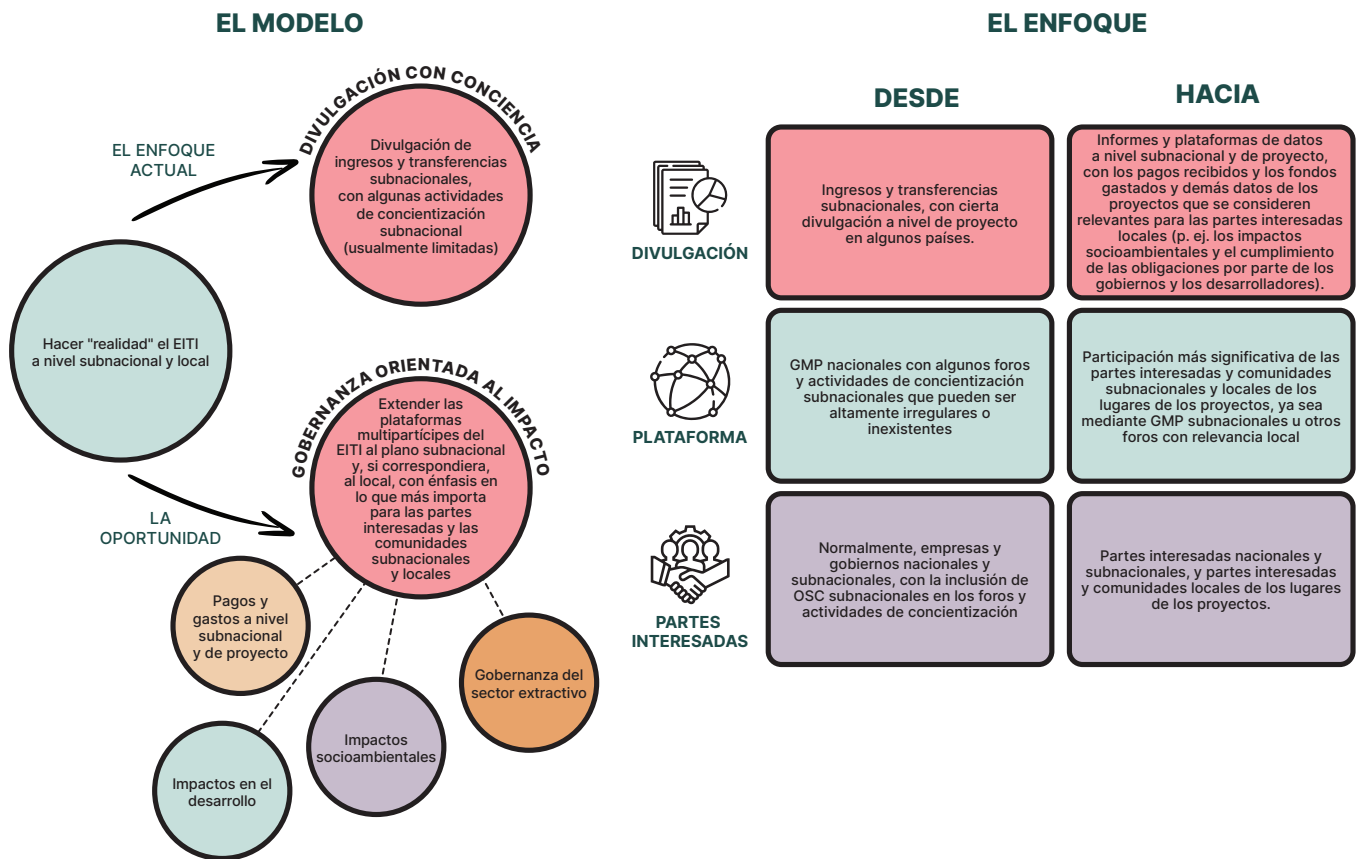 EL MODELO
EL ENFOQUE
ACTUAL
DIVULGACIÓN CON CONCIENCIA
Divulgación de
ingresos y transferencias
subnacionales,
con algunas actividades
de concientización
subnacional
(usualmente limitadas)
Hacer "realidad" el EITI
a nivel subnacional y local
LA
OPORTUNIDAD
GOBERNANZA ORIENTADA AL IMPACTO
Extender las
plataformas
multipartícipes del
EITI al plano subnacional
y, si correspondiera,
al local, con énfasis en
lo que más importa
para las partes
interesadas y las
comunidades
subnacionales
y locales
Pagos y
gastos a nivel
subnacional
y de proyecto
Impactos en el
desarrollo
Impactos
socioambientales
Gobernanza del
sector extractivo
EL ENFOQUE
DESDE
HACIA
DIVULGACIÓN
Ingresos y transferencias
subnacionales, con cierta
divulgación a nivel de proyecto
en algunos países.
Informes y plataformas de datos
a nivel subnacional y de proyecto,
con los pagos recibidos y los fondos
gastados y demás datos de los
proyectos que se consideren
relevantes para las partes interesadas
locales (p. ej. los impactos
socioambientales y el cumplimiento
de las obligaciones por parte de los
gobiernos y los desarrolladores).
PLATAFORMA
GMP nacionales con algunos foros
y actividades de concientización
subnacionales que pueden ser
altamente irregulares o
inexistentes
Participación más significativa de las
partes interesadas y comunidades
subnacionales y locales de los
lugares de los proyectos, ya sea
mediante GMP subnacionales u otros
foros con relevancia local
PARTES
INTERESADAS
Normalmente, empresas y
gobiernos nacionales y
subnacionales, con la inclusión de
OSC subnacionales en los foros y
actividades de concientización
Partes interesadas nacionales y
subnacionales, y partes interesadas
y comunidades locales de los lugares
de los proyectos.